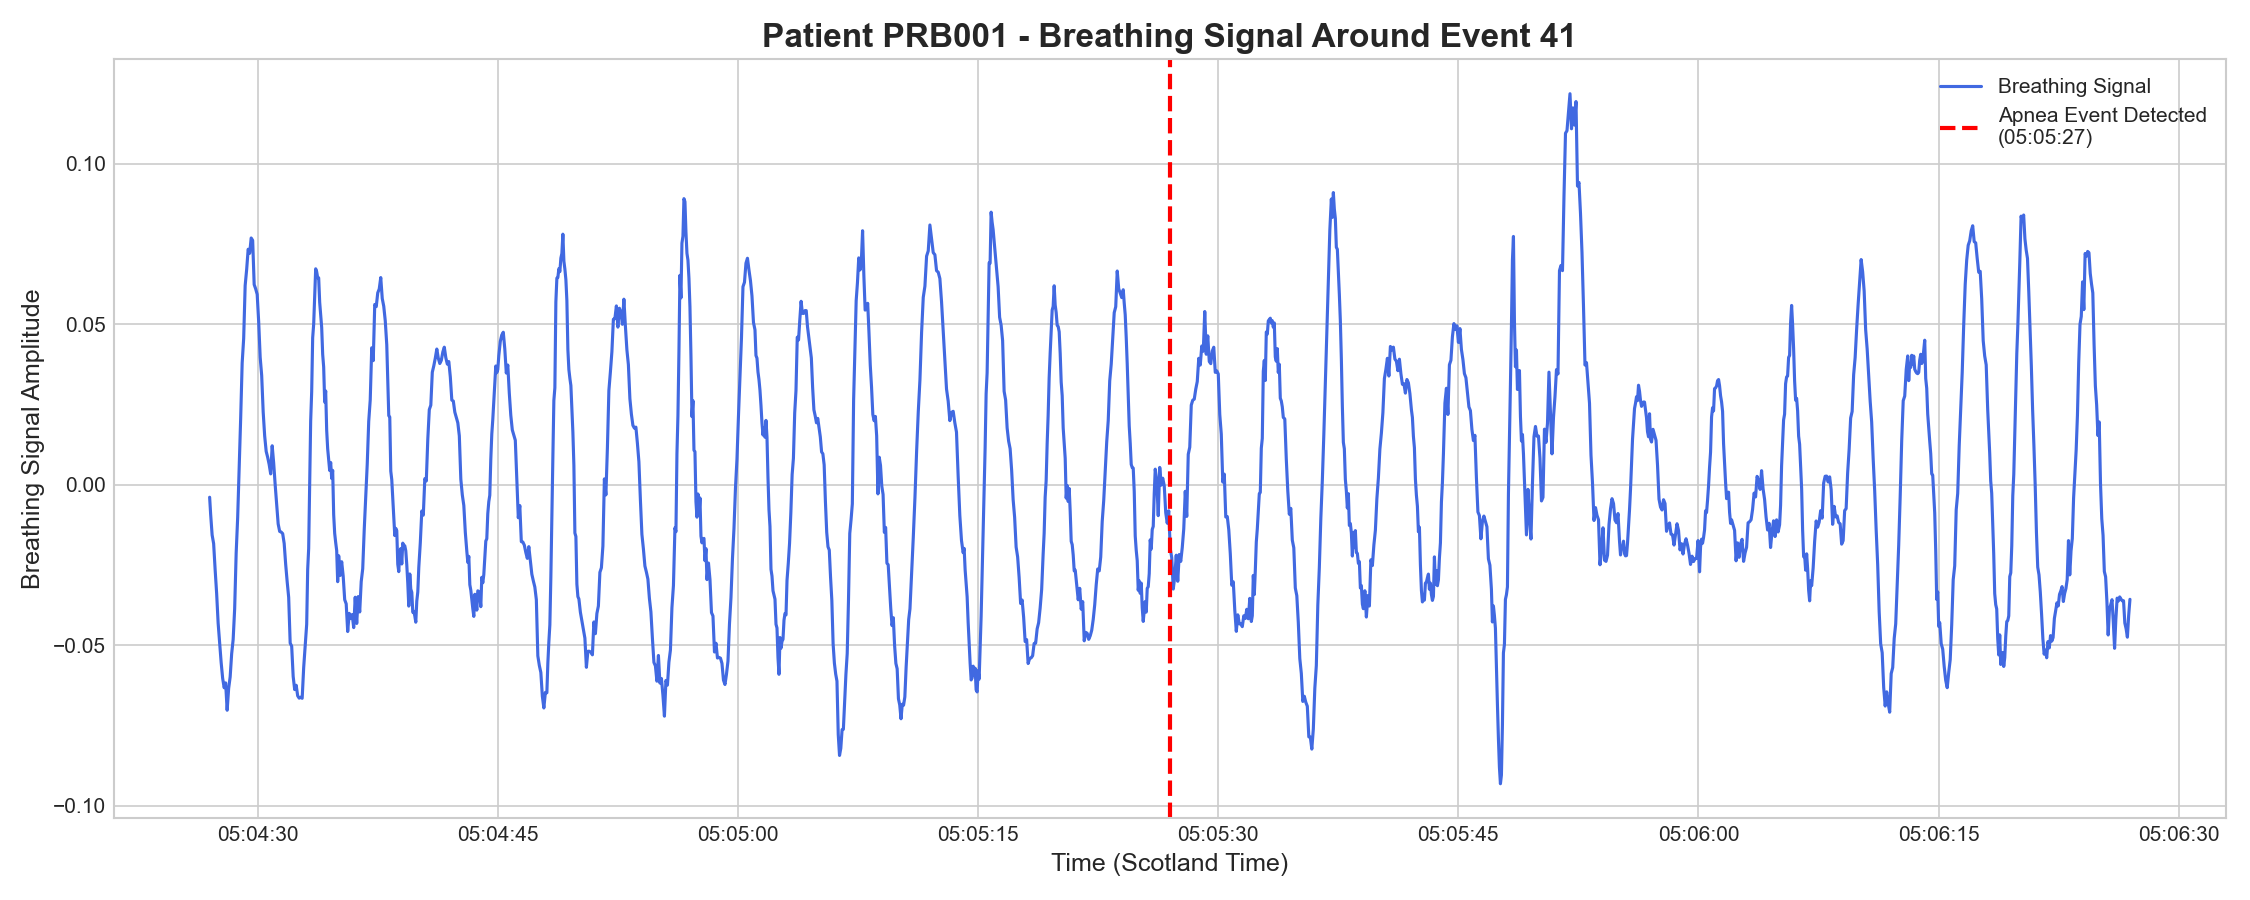 Patient PRB001 - Breathing Signal Around Event 41
Breathing Signal
Apnea Event Detected
(05:05:27)
Breathing Signal Amplitude
0.10
0.05
0.00
−0.05
−0.10
05:04:30 05:04:45 05:05:00 05:05:15 05:05:30 05:05:45 05:06:00 05:06:15 05:06:30
Time (Scotland Time)